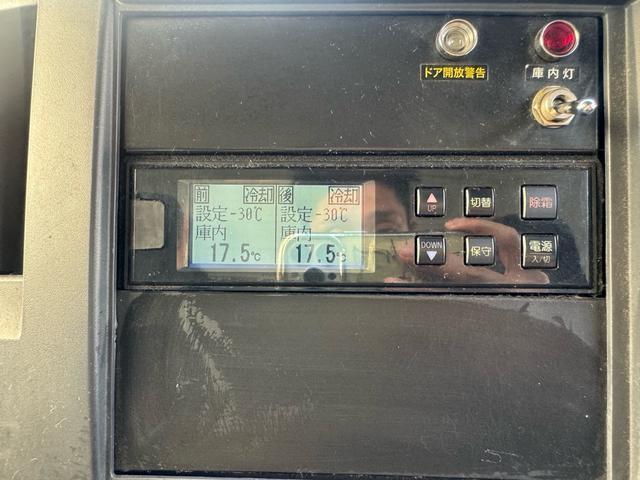 ドア開放警告
庫内灯
前 冷却 後 冷却
設定-30℃ 設定-30℃
庫内 庫内
17.5℃ 17.5℃
UP
切替
除霜
DOWN
保守
電源
入/切